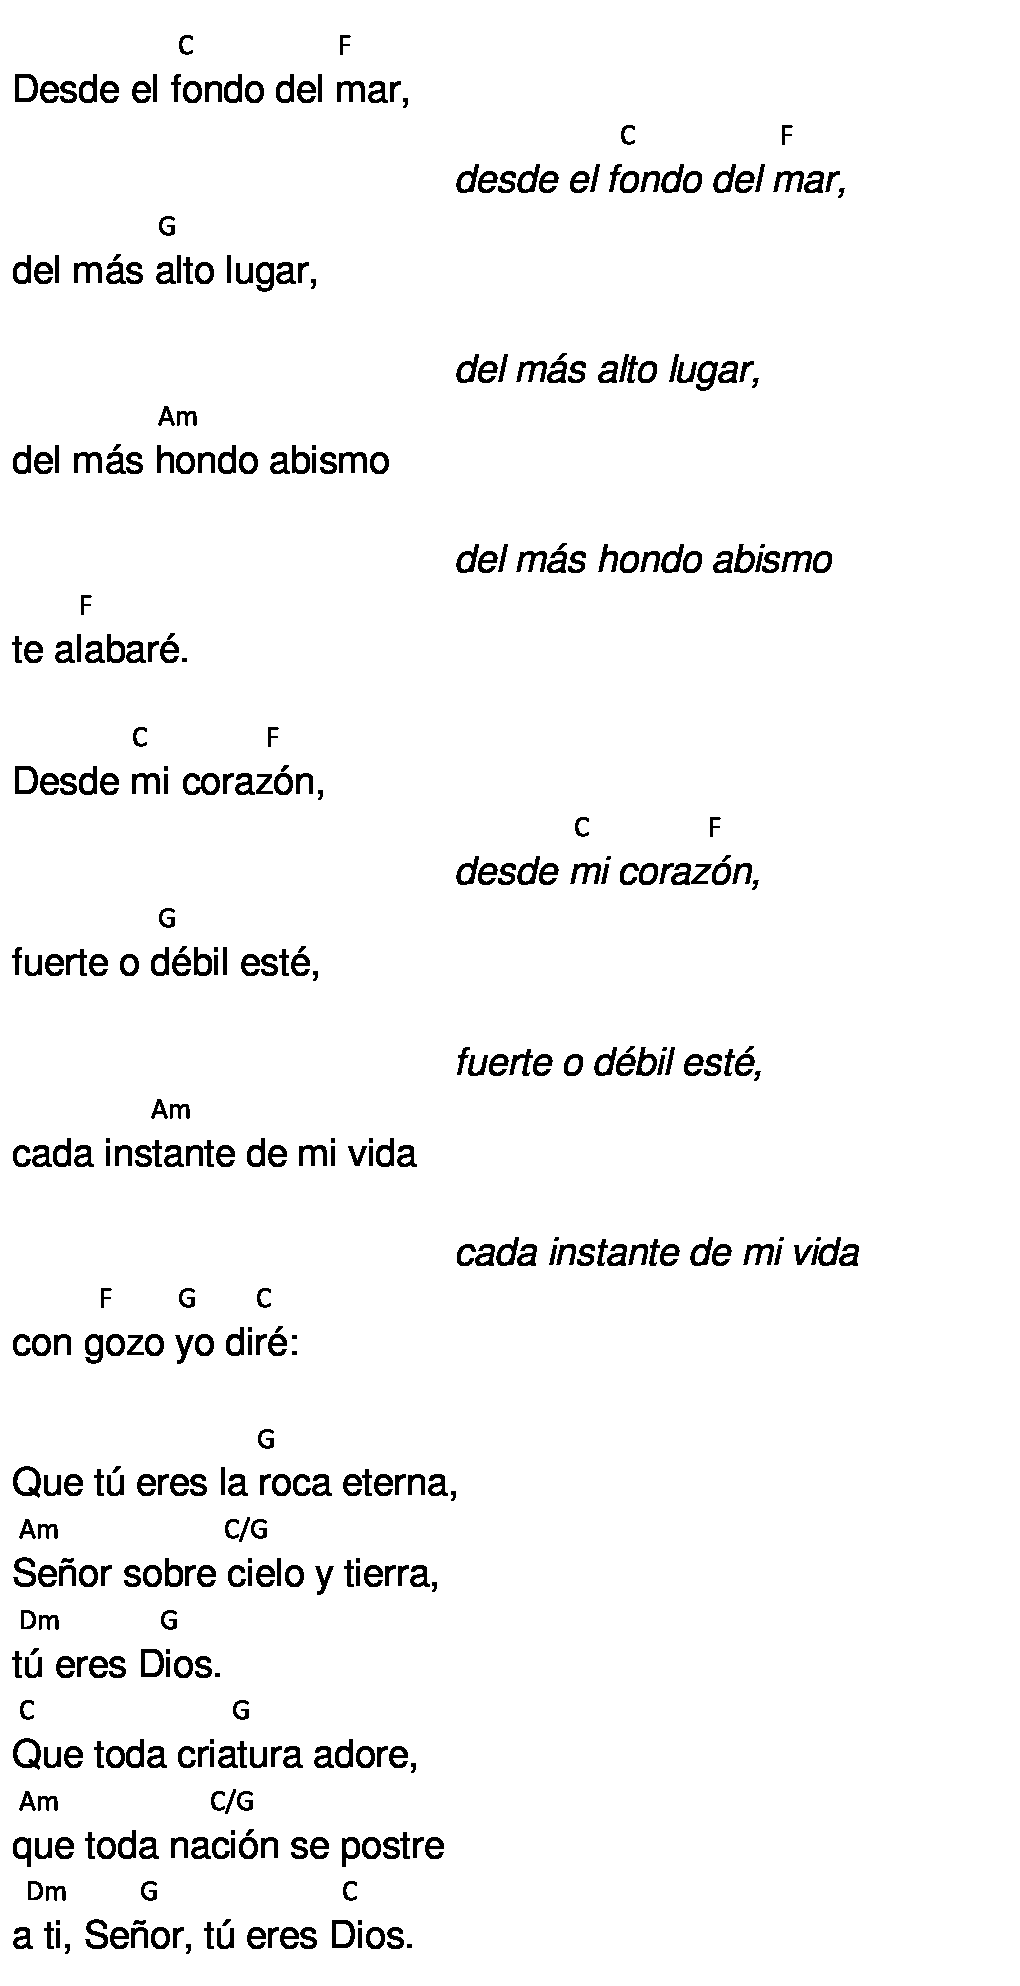 C F
Desde el fondo del mar,
C F
desde el fondo del mar,
G
del más alto lugar,
del más alto lugar,
Am
del más hondo abismo
del más hondo abismo
F
te alabaré.
C F
Desde mi corazón,
C F
desde mi corazón,
G
fuerte o débil esté,
fuerte o débil esté,
Am
cada instante de mi vida
cada instante de mi vida
F G C
con gozo yo diré:
G
Que tú eres la roca eterna,
Am C/G
Señor sobre cielo y tierra,
Dm G
tú eres Dios.
C G
Que toda criatura adore,
Am C/G
que toda nación se postre
Dm G C
a ti, Señor, tú eres Dios.